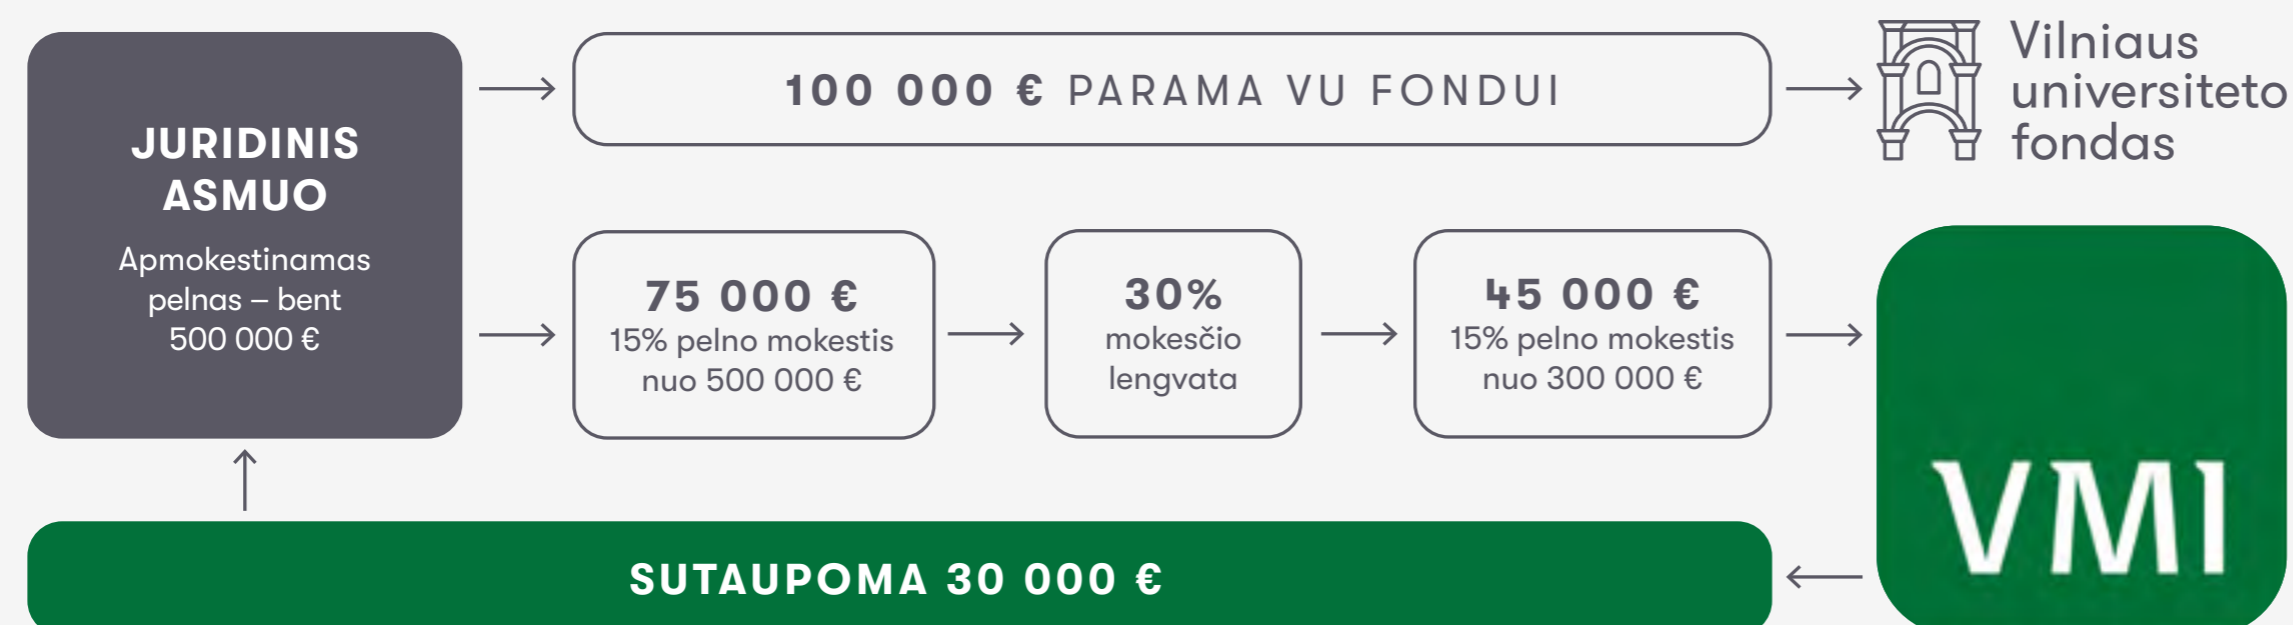 JURIDINIS
ASMUO
Apmokestinamas
pelnas – bent
500 000 €
100 000 € PARAMA VU FONDUI
Vilniaus
universiteto
fondas
75 000 €
15% pelno mokestis
nuo 500 000 €
30%
mokesčio
lengvata
45 000 €
15% pelno mokestis
nuo 300 000 €
VMI
SUTAUPOMA 30 000 €